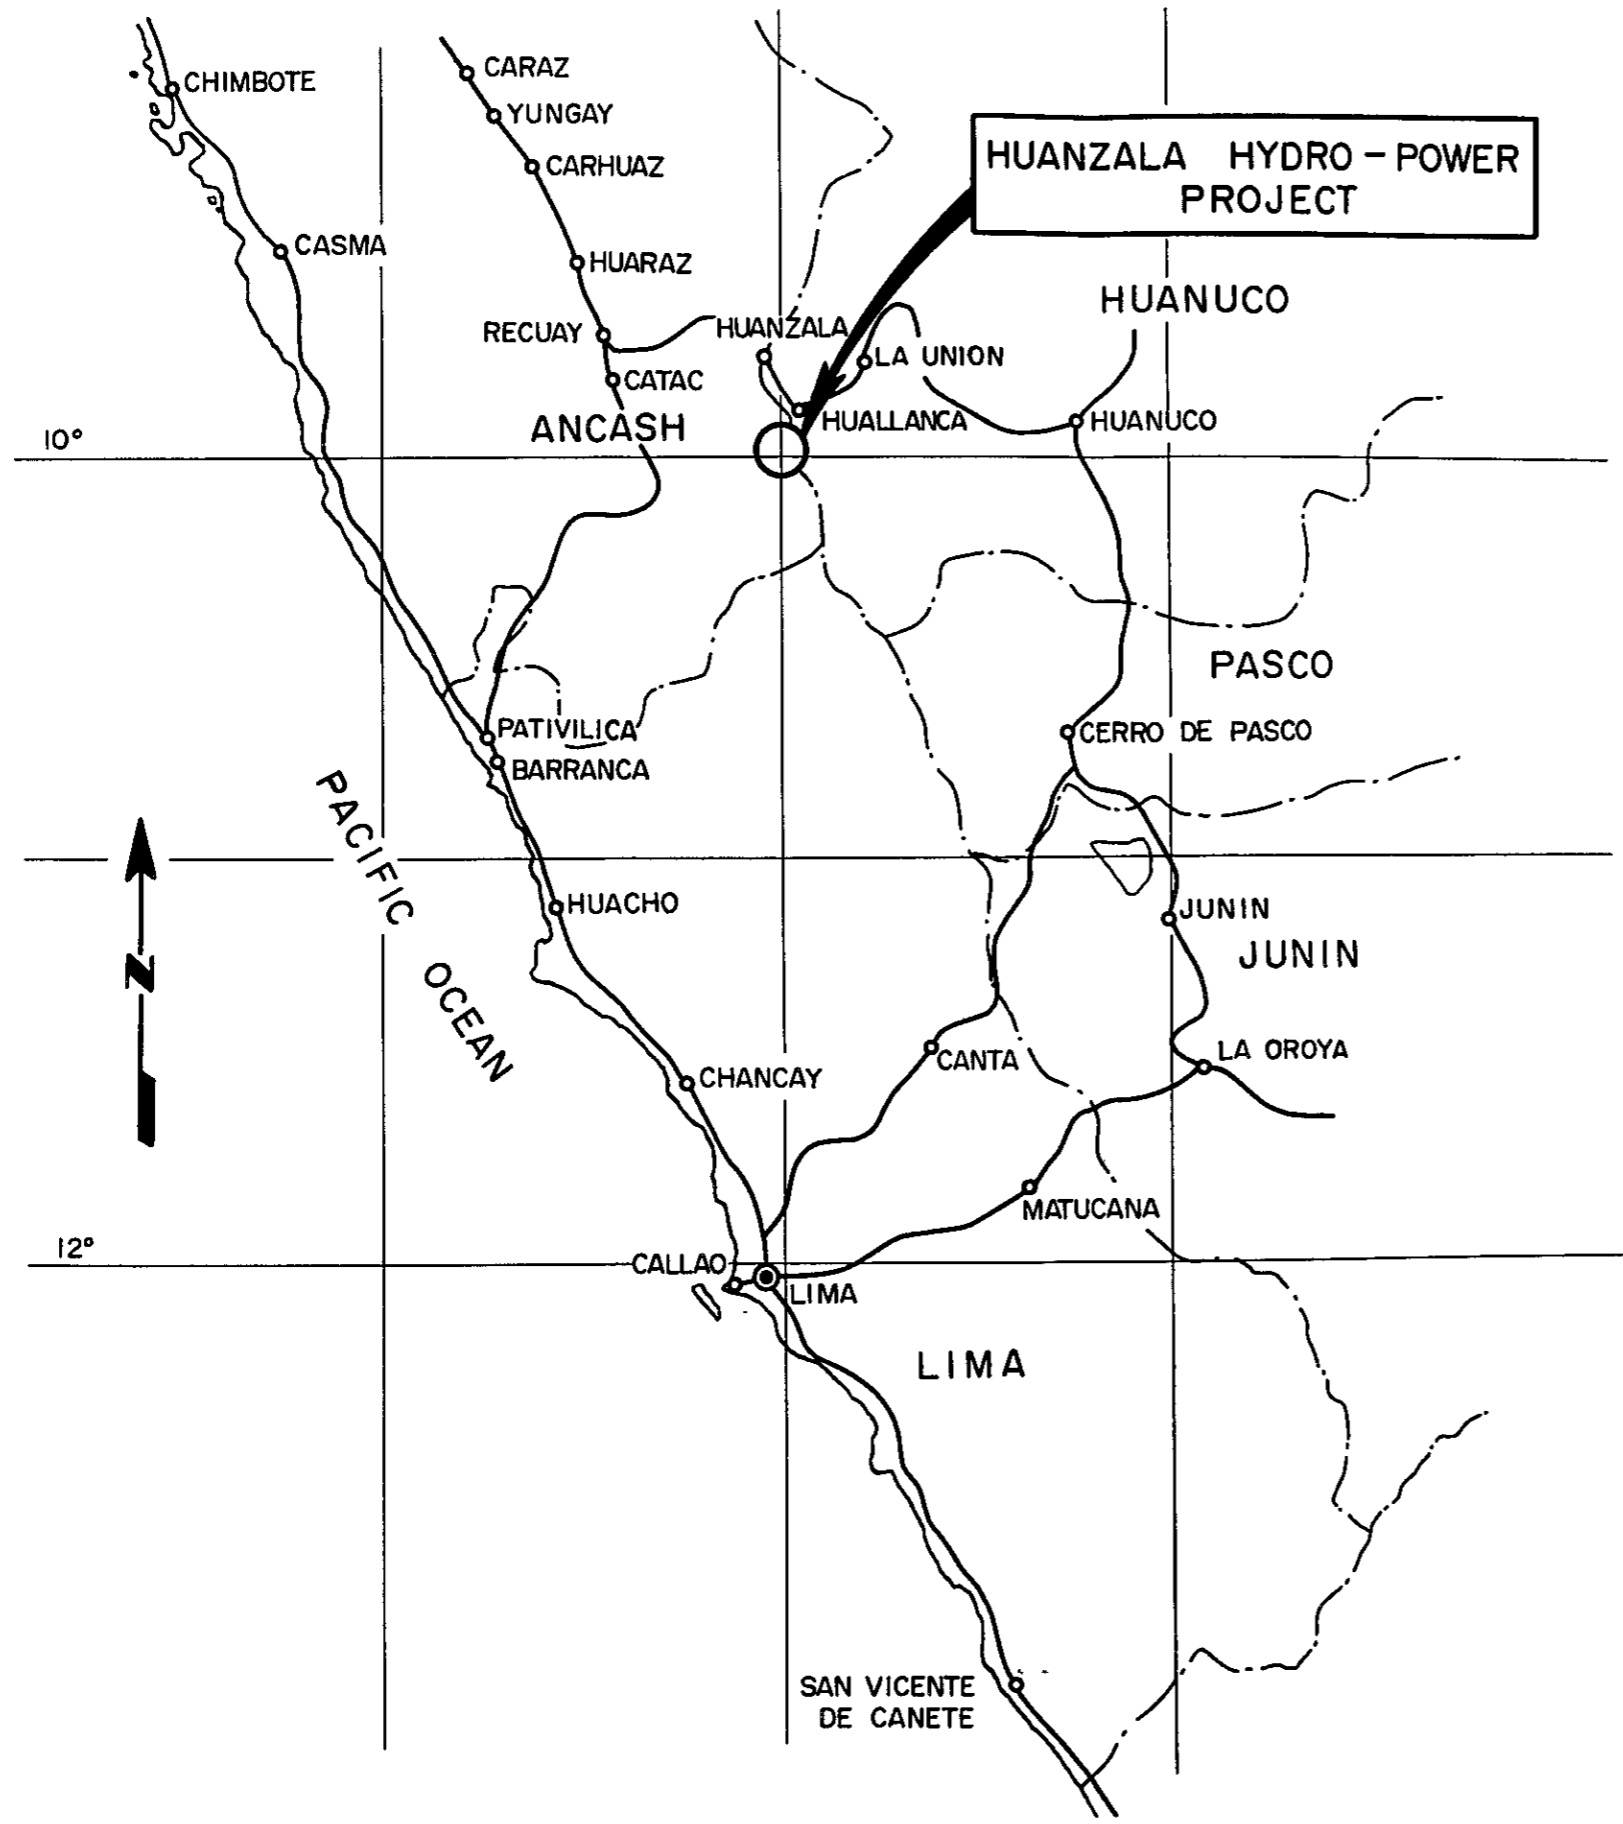 CHIMBOTE
CARAZ
YUNGAY
CARHUAZ
HUANZALA HYDRO-POWER
PROJECT
CASMA
HUARAZ
HUANUCO
RECUAY
HUANZALA
LA UNION
CATAC
ANCASH
HUALLANCA
HUANUCO
10°
PASCO
PATIVILICA
CERRO DE PASCO
BARRANCA
PACIFIC OCEAN
HUACHO
JUNIN
JUNIN
N
CANTA
LA OROYA
CHANCAY
MATUCANA
12°
CALLAO
LIMA
LIMA
SAN VICENTE
DE CANETE